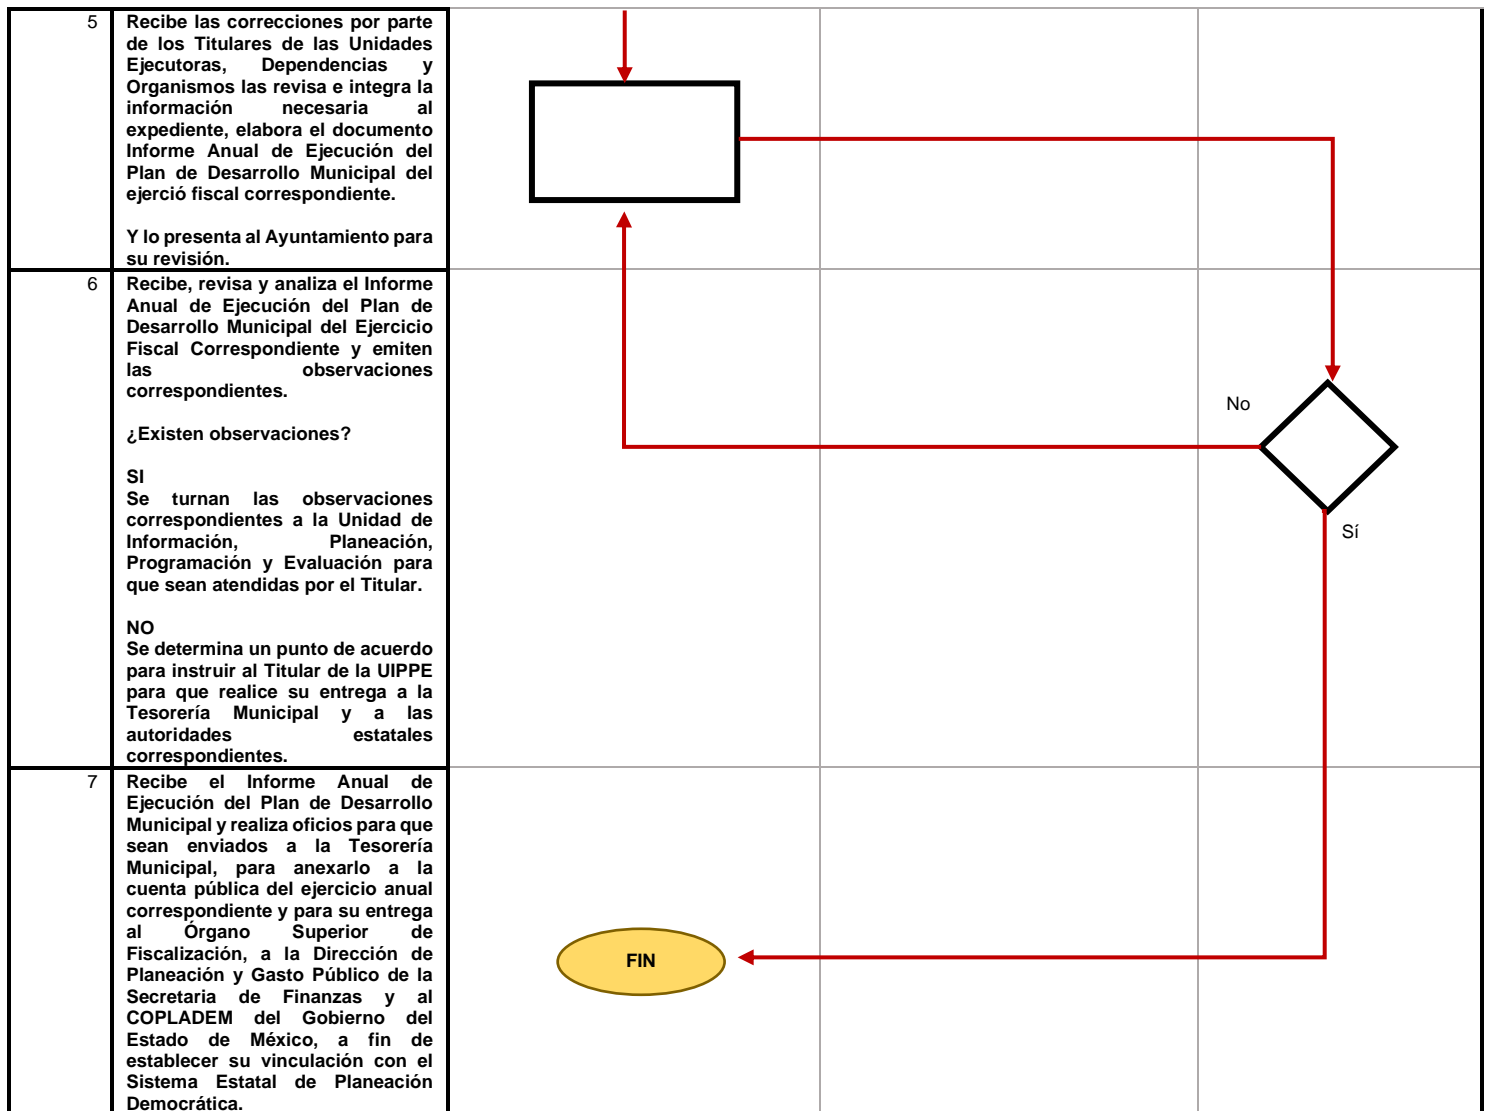 5
Recibe las correcciones por parte
de los Titulares de las Unidades
Ejecutoras, Dependencias y
Organismos las revisa e integra la
información necesaria al
expediente, elabora el documento
Informe Anual de Ejecución del
Plan de Desarrollo Municipal del
ejerció fiscal correspondiente.
Y lo presenta al Ayuntamiento para
su revisión.
6
Recibe, revisa y analiza el Informe
Anual de Ejecución del Plan de
Desarrollo Municipal del Ejercicio
Fiscal Correspondiente y emiten
las observaciones
correspondientes.
¿Existen observaciones?
SI
Se turnan las observaciones
correspondientes a la Unidad de
Información, Planeación,
Programación y Evaluación para
que sean atendidas por el Titular.
NO
Se determina un punto de acuerdo
para instruir al Titular de la UIPPE
para que realice su entrega a la
Tesorería Municipal y a las
autoridades estatales
correspondientes.
No
Sí
7
Recibe el Informe Anual de
Ejecución del Plan de Desarrollo
Municipal y realiza oficios para que
sean enviados a la Tesorería
Municipal, para anexarlo a la
cuenta pública del ejercicio anual
correspondiente y para su entrega
al Órgano Superior de
Fiscalización, a la Dirección de
Planeación y Gasto Público de la
Secretaria de Finanzas y al
COPLADEM del Gobierno del
Estado de México, a fin de
establecer su vinculación con el
Sistema Estatal de Planeación
Democrática.
FIN